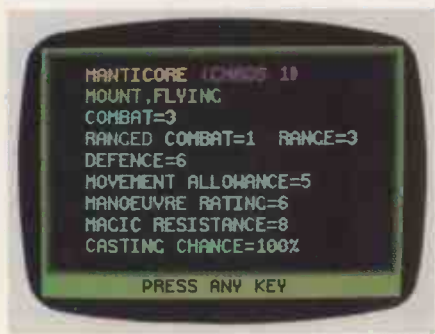 MANTICORE (CHAOS 1)
MOUNT,FLYING
COMBAT=3
RANGED COMBAT=1 RANGE=3
DEFENCE=6
MOVEMENT ALLOWANCE=5
MANOEUVRE RATING=6
MAGIC RESISTANCE=8
CASTING CHANCE=100%
PRESS ANY KEY